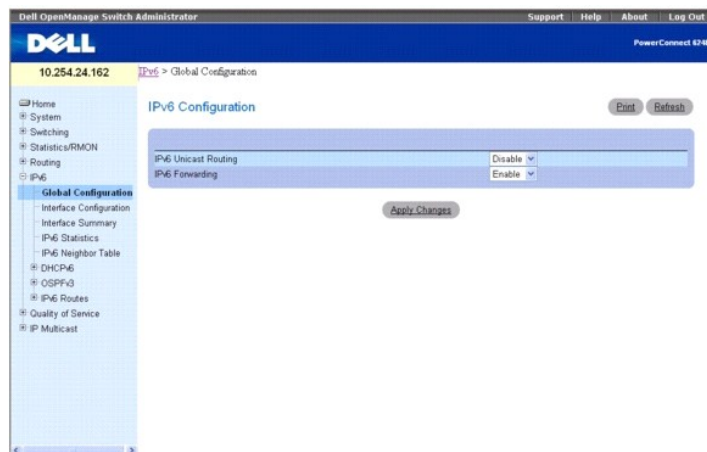 Dell OpenManage Switch Administrator
Support Help About Log Out
DELL
PowerConnect 6248
10.254.24.162
IPv6 > Global Configuration
Home
System
Switching
Statistics/RMON
Routing
IPv6
Global Configuration
Interface Configuration
Interface Summary
IPv6 Statistics
IPv6 Neighbor Table
DHCPv6
OSPFv3
IPv6 Routes
Quality of Service
IP Multicast
IPv6 Configuration
Print Refresh
IPv6 Unicast Routing Disable
IPv6 Forwarding Enable
Apply Changes